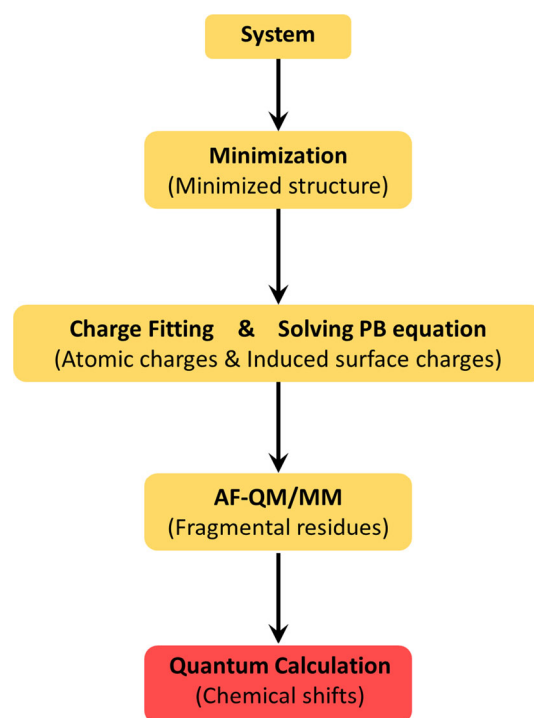 System
Minimization
(Minimized structure)
Charge Fitting & Solving PB equation
(Atomic charges & Induced surface charges)
AF-QM/MM
(Fragmental residues)
Quantum Calculation
(Chemical shifts)